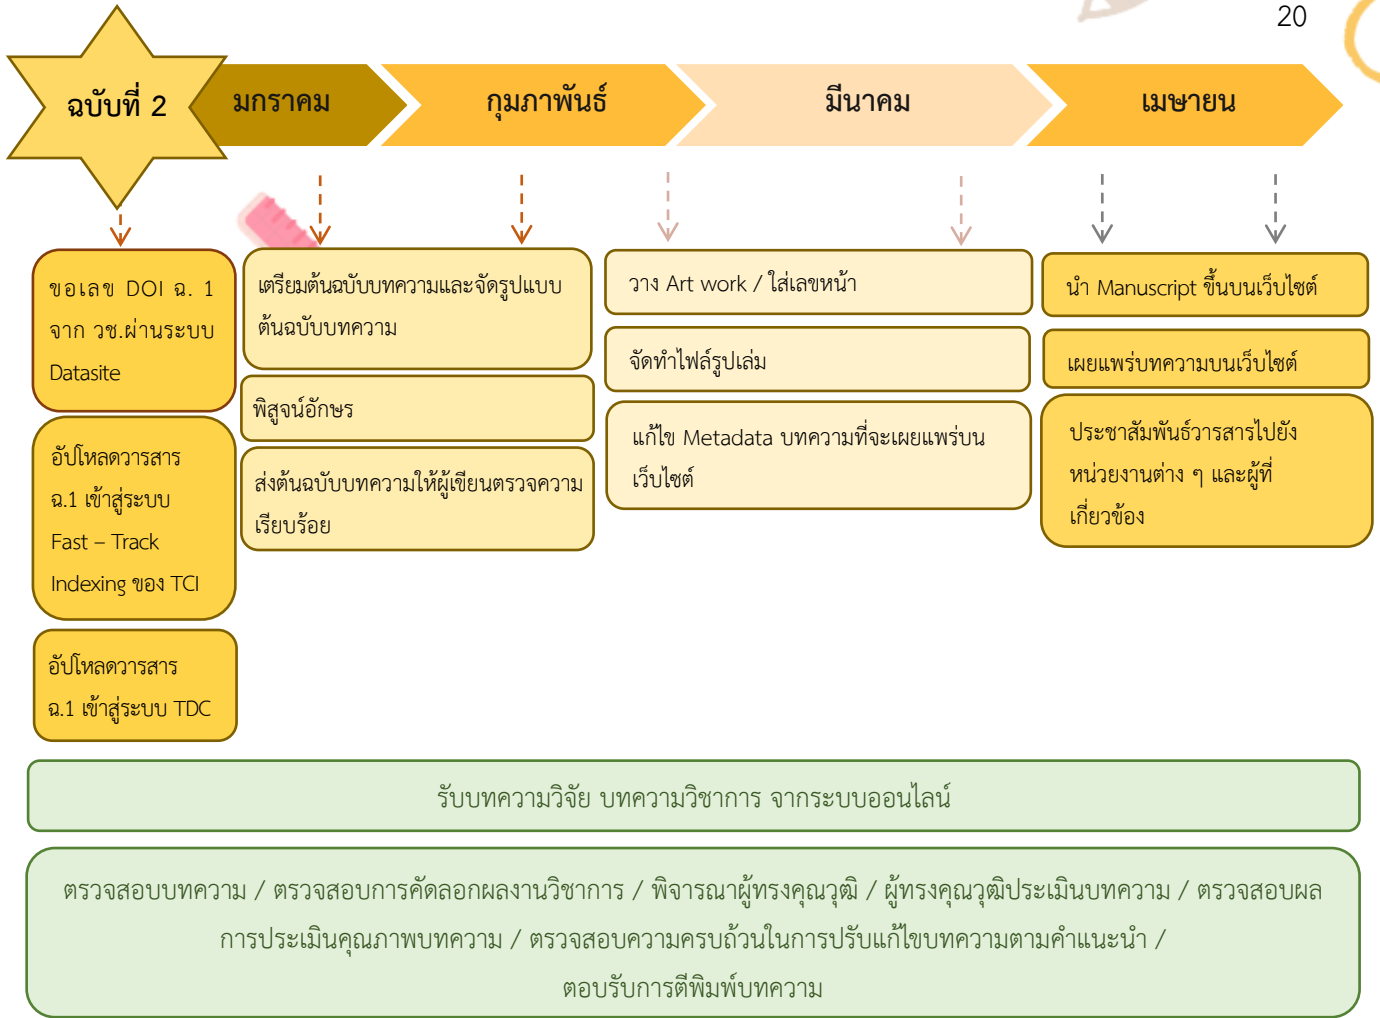 20
ฉบับที่ 2
มกราคม
กุมภาพันธ์
มีนาคม
เมษายน
ขอเลข DOI ฉ. 1
จาก วช.ผ่านระบบ
Datasite
อัปโหลดวารสาร
ฉ.1 เข้าสู่ระบบ
Fast – Track
Indexing ของ TCI
อัปโหลดวารสาร
ฉ.1 เข้าสู่ระบบ TDC
เตรียมต้นฉบับบทความและจัดรูปแบบ
ต้นฉบับบทความ
พิสูจน์อักษร
ส่งต้นฉบับบทความให้ผู้เขียนตรวจความ
เรียบร้อย
วาง Art work / ใส่เลขหน้า
จัดทำไฟล์รูปเล่ม
แก้ไข Metadata บทความที่จะเผยแพร่บน
เว็บไซต์
นำ Manuscript ขึ้นบนเว็บไซต์
เผยแพร่บทความบนเว็บไซต์
ประชาสัมพันธ์วารสารไปยัง
หน่วยงานต่าง ๆ และผู้ที่
เกี่ยวข้อง
รับบทความวิจัย บทความวิชาการ จากระบบออนไลน์
ตรวจสอบบทความ / ตรวจสอบการคัดลอกผลงานวิชาการ / พิจารณาผู้ทรงคุณวุฒิ / ผู้ทรงคุณวุฒิประเมินบทความ / ตรวจสอบผล
การประเมินคุณภาพบทความ / ตรวจสอบความครบถ้วนในการปรับแก้ไขบทความตามคำแนะนำ /
ตอบรับการตีพิมพ์บทความ